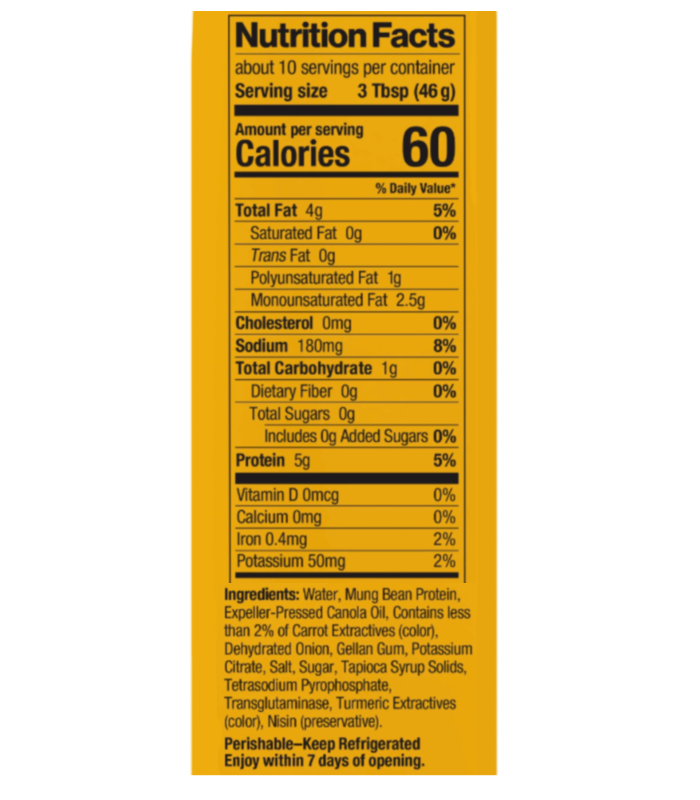 Nutrition Facts
about 10 servings per container
Serving size 3 Tbsp (46 g)
Amount per serving
Calories 60
% Daily Value*
Total Fat 4g 5%
Saturated Fat 0g 0%
Trans Fat 0g
Polyunsaturated Fat 1g
Monounsaturated Fat 2.5g
Cholesterol 0mg 0%
Sodium 180mg 8%
Total Carbohydrate 1g 0%
Dietary Fiber 0g 0%
Total Sugars 0g
Includes 0g Added Sugars 0%
Protein 5g 5%
Vitamin D 0mcg 0%
Calcium 0mg 0%
Iron 0.4mg 2%
Potassium 50mg 2%
Ingredients: Water, Mung Bean Protein,
Expeller-Pressed Canola Oil, Contains less
than 2% of Carrot Extractives (color),
Dehydrated Onion, Gellan Gum, Potassium
Citrate, Salt, Sugar, Tapioca Syrup Solids,
Tetrasodium Pyrophosphate,
Transglutaminase, Turmeric Extractives
(color), Nisin (preservative).
Perishable–Keep Refrigerated
Enjoy within 7 days of opening.